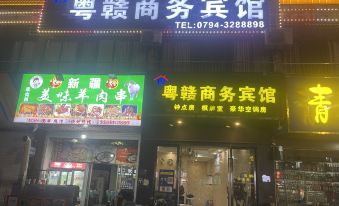 粤赣商务宾馆
TEL:0794-3288898
新疆
美味羊肉串
粤赣商务宾馆
钟点房 棋牌室 豪华空调房
青